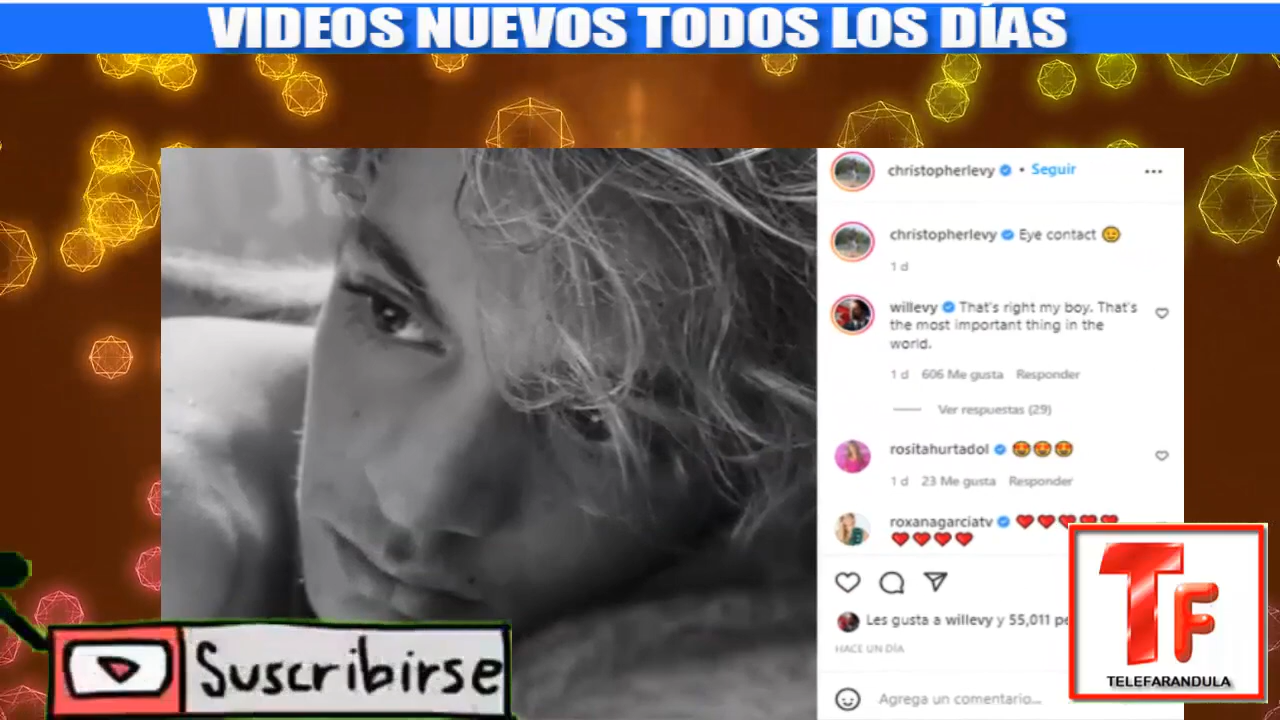 VIDEOS NUEVOS TODOS LOS DÍAS
christopherlevy • Seguir
christopherlevy Eye contact
1 d
willevy That's right my boy. That's
the most important thing in the
world.
1 d 606 Me gusta Responder
Ver respuestas (29)
rositahurtadol
1 d 23 Me gusta Responder
roxanagarciatv
Les gusta a willevy y 55,011 pe
HACE UN DÍA
Agrega un comentario...
Suscribirse
TF
TELEFARANDULA